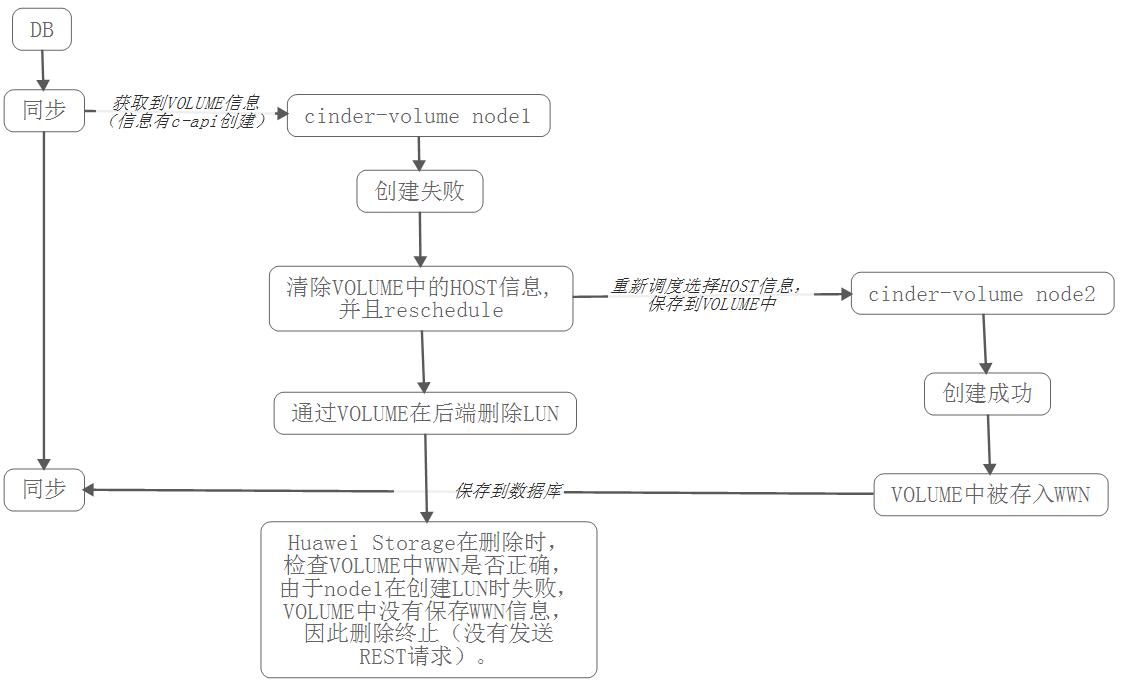 DB
同步
获取到VOLUME信息
（信息有c-api创建）
cinder-volume node1
创建失败
清除VOLUME中的HOST信息,
并且reschedule
重新调度选择HOST信息,
保存到VOLUME中
cinder-volume node2
创建成功
通过VOLUME在后端删除LUN
同步
保存到数据库
VOLUME中被存入WWN
Huawei Storage在删除时,
检查VOLUME中WWN是否正确,
由于node1在创建LUN时失败,
VOLUME中没有保存WWN信息,
因此删除终止（没有发送
REST请求）。